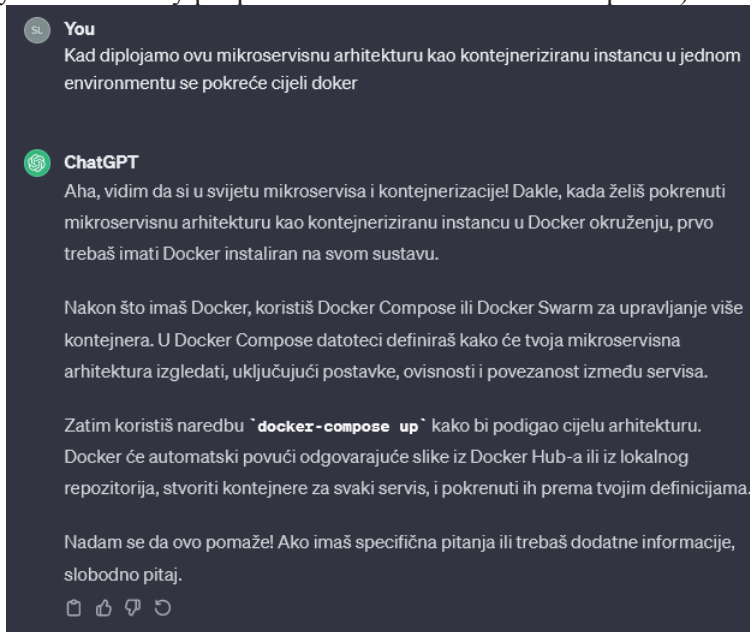 SL
You
Kad diplojamo ovu mikroservisnu arhitekturu kao kontejneriziranu instancu u jednom
environmentu se pokreće cijeli doker
ChatGPT
Aha, vidim da si u svijetu mikroservisa i kontejnerizacije! Dakle, kada želiš pokrenuti
mikroservisnu arhitekturu kao kontejneriziranu instancu u Docker okruženju, prvo
trebaš imati Docker instaliran na svom sustavu.
Nakon što imaš Docker, koristiš Docker Compose ili Docker Swarm za upravljanje više
kontejnera. U Docker Compose datoteci definiraš kako će tvoja mikroservisna
arhitektura izgledati, uključujući postavke, ovisnosti i povezanost između servisa.
Zatim koristiš naredbu `docker-compose up` kako bi podigao cijelu arhitekturu.
Docker će automatski povući odgovarajuće slike iz Docker Hub-a ili iz lokalnog
repozitorija, stvoriti kontejnere za svaki servis, i pokrenuti ih prema tvojim definicijama.
Nadam se da ovo pomaže! Ako imaš specifična pitanja ili trebaš dodatne informacije,
slobodno pitaj.